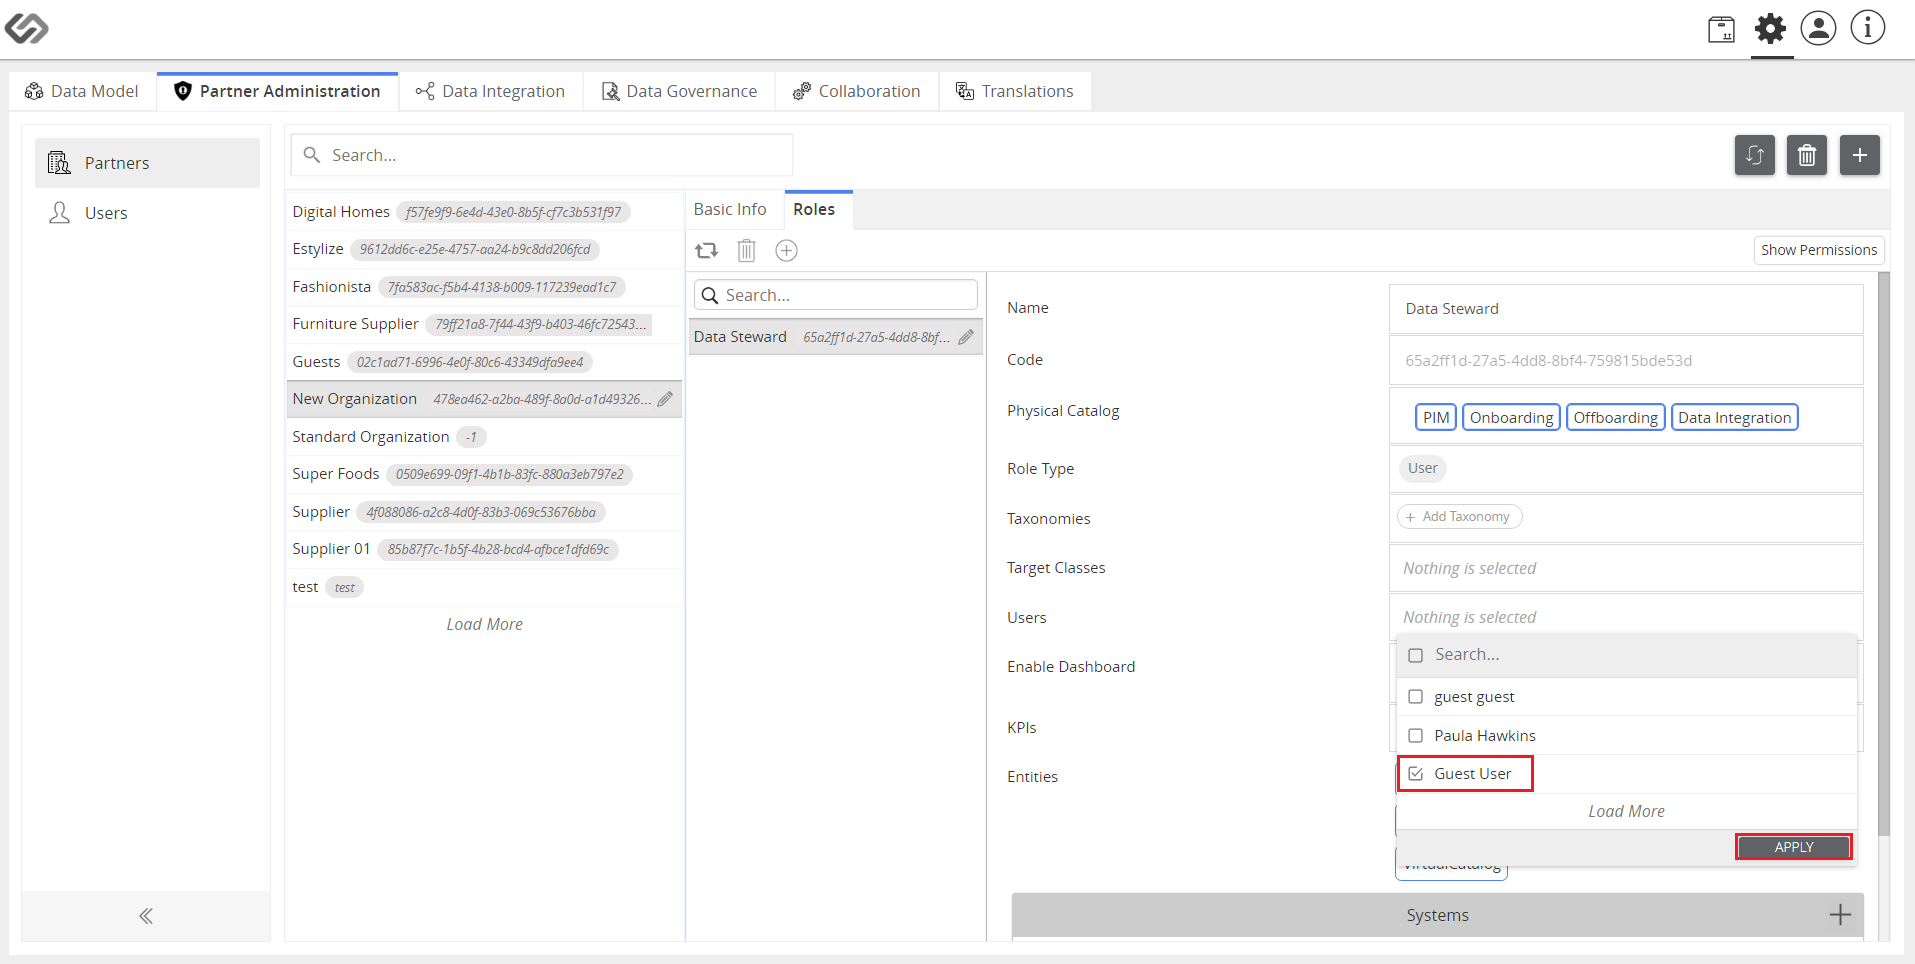 Data Model
Partner Administration
Data Integration
Data Governance
Collaboration
Translations
Partners
Users
Search...
Digital Homes f57fe9f9-6e4d-43e0-8b5f-cf7c3b531f97
Estylize 9612dd6c-e25e-4757-aa24-b9c8dd206fcd
Fashionista 7fa583ac-f5b4-4138-b009-117239ead1c7
Furniture Supplier 79ff21a8-7f44-43f9-b403-46fc72543...
Guests 02c1ad71-6996-4e0f-80c6-43349dfa9ee4
New Organization 478ea462-a2ba-489f-8a0d-a1d49326...
Standard Organization -1
Super Foods 0509e699-09f1-4b1b-83fc-880a3eb797e2
Supplier 4f088086-a2c8-4d0f-83b3-069c53676bba
Supplier 01 85b87f7c-1b5f-4b28-bcd4-afbce1dfd69c
test test
Load More
Basic Info
Roles
Show Permissions
Search...
Data Steward 65a2ff1d-27a5-4dd8-8bf...
Name
Data Steward
Code
65a2ff1d-27a5-4dd8-8bf4-759815bde53d
Physical Catalog
PIM Onboarding Offboarding Data Integration
Role Type
User
Taxonomies
+ Add Taxonomy
Target Classes
Nothing is selected
Users
Nothing is selected
Search...
Enable Dashboard
guest guest
KPIs
Paula Hawkins
Entities
Guest User
Load More
APPLY
VirtualCatalog
Systems